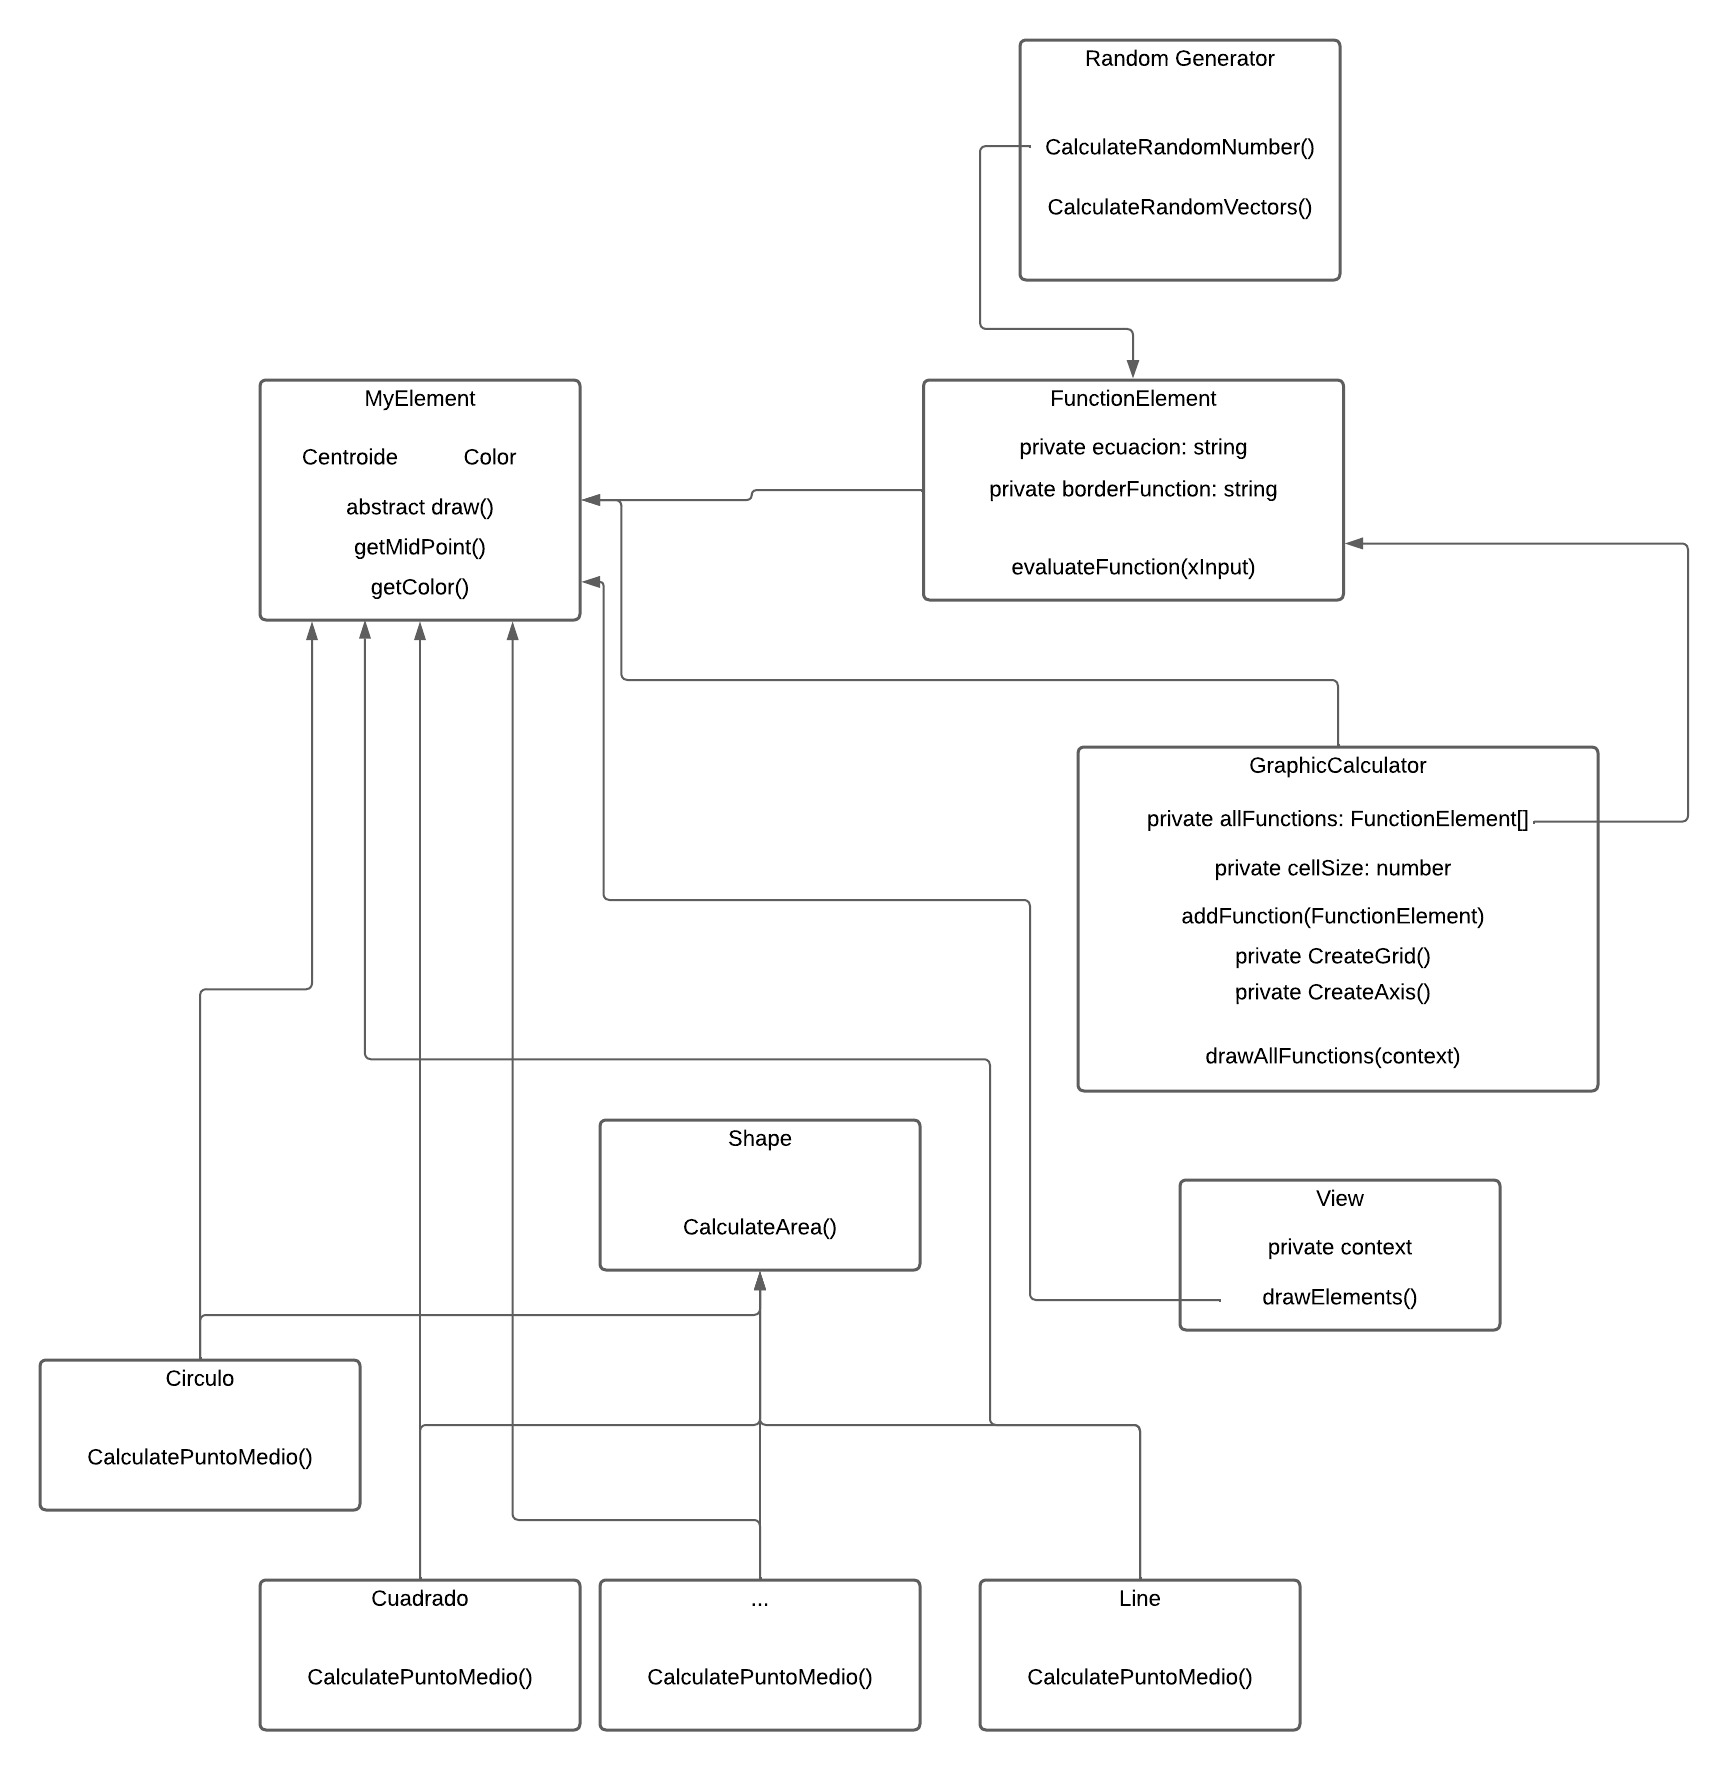 Random Generator
CalculateRandomNumber()
CalculateRandomVectors()
MyElement
Centroide Color
abstract draw()
getMidPoint()
getColor()
FunctionElement
private ecuacion: string
private borderFunction: string
evaluateFunction(xInput)
GraphicCalculator
private allFunctions: FunctionElement[]
private cellSize: number
addFunction(FunctionElement)
private CreateGrid()
private CreateAxis()
drawAllFunctions(context)
Shape
CalculateArea()
View
private context
drawElements()
Circulo
CalculatePuntoMedio()
Cuadrado
CalculatePuntoMedio()
...
CalculatePuntoMedio()
Line
CalculatePuntoMedio()